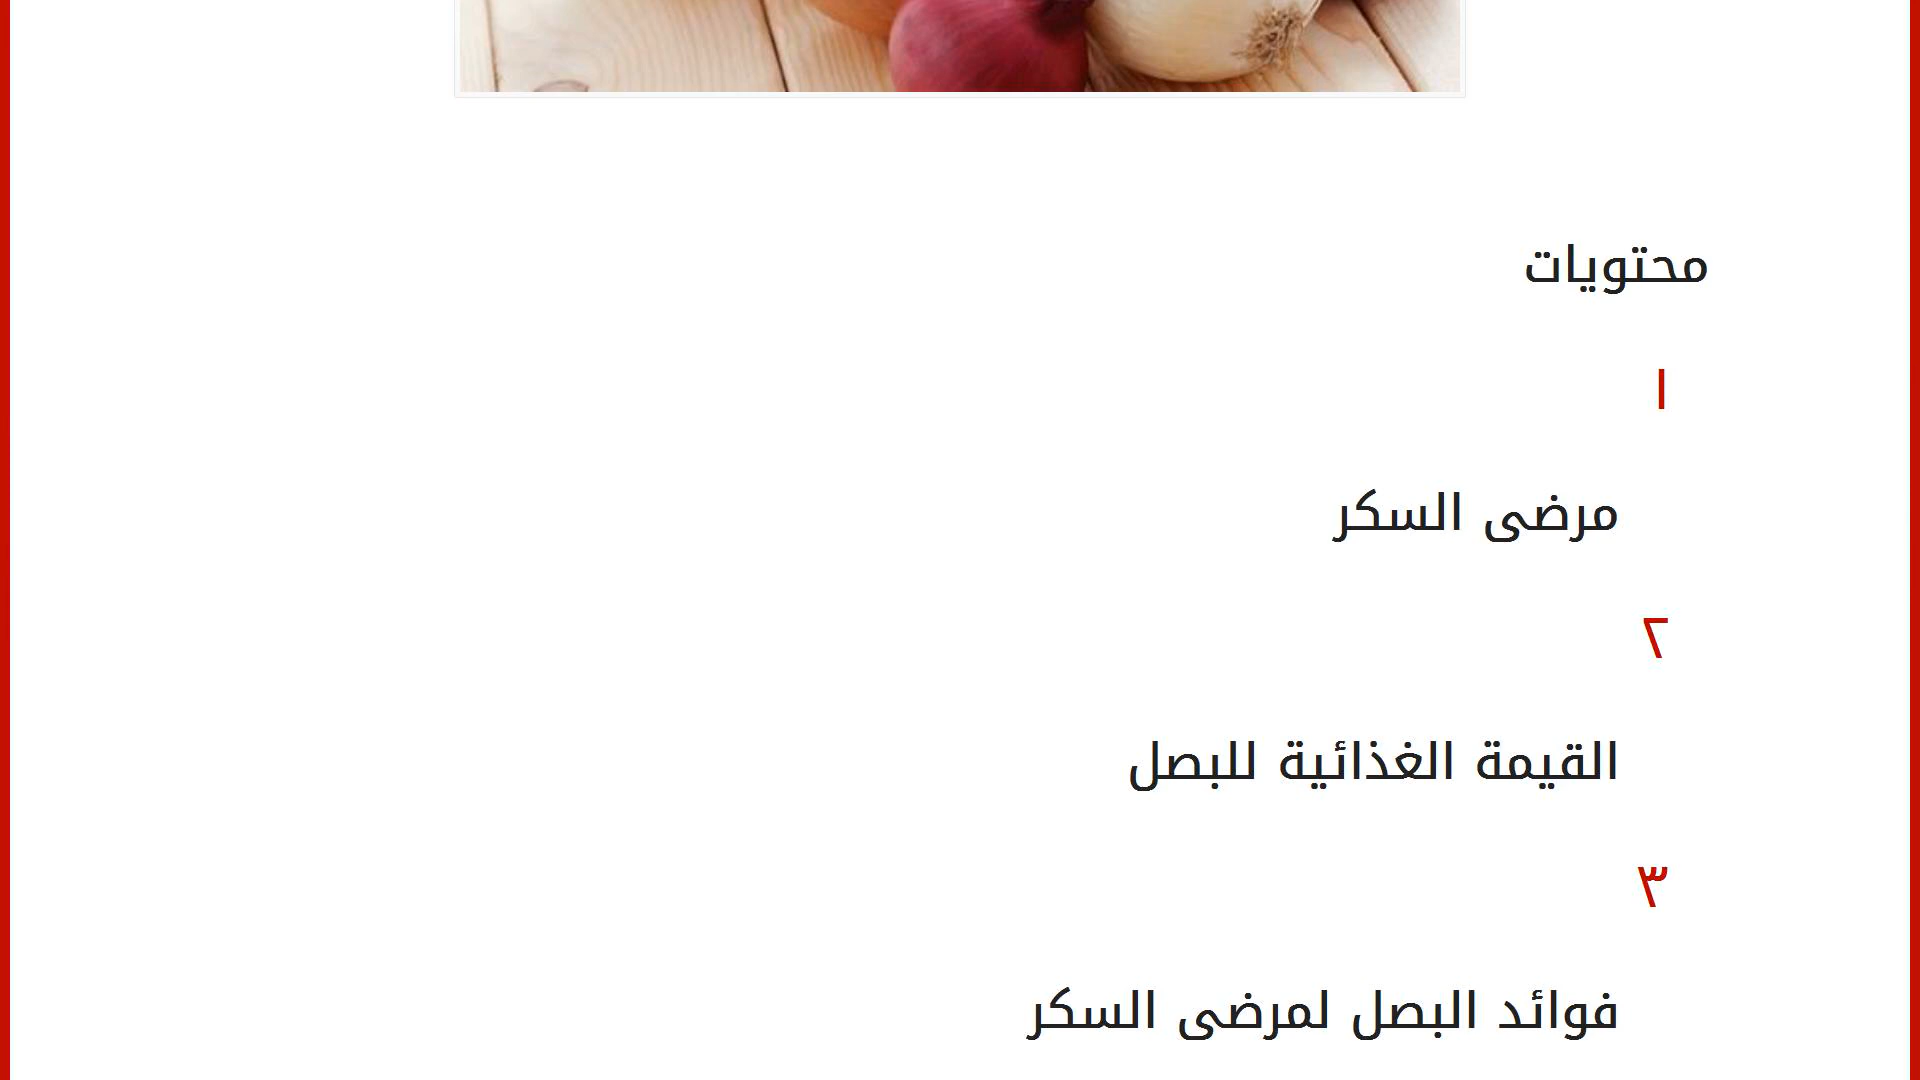 محتويات
١
مرضى السكر
٢
القيمة الغذائية للبصل
٣
فوائد البصل لمرضى السكر